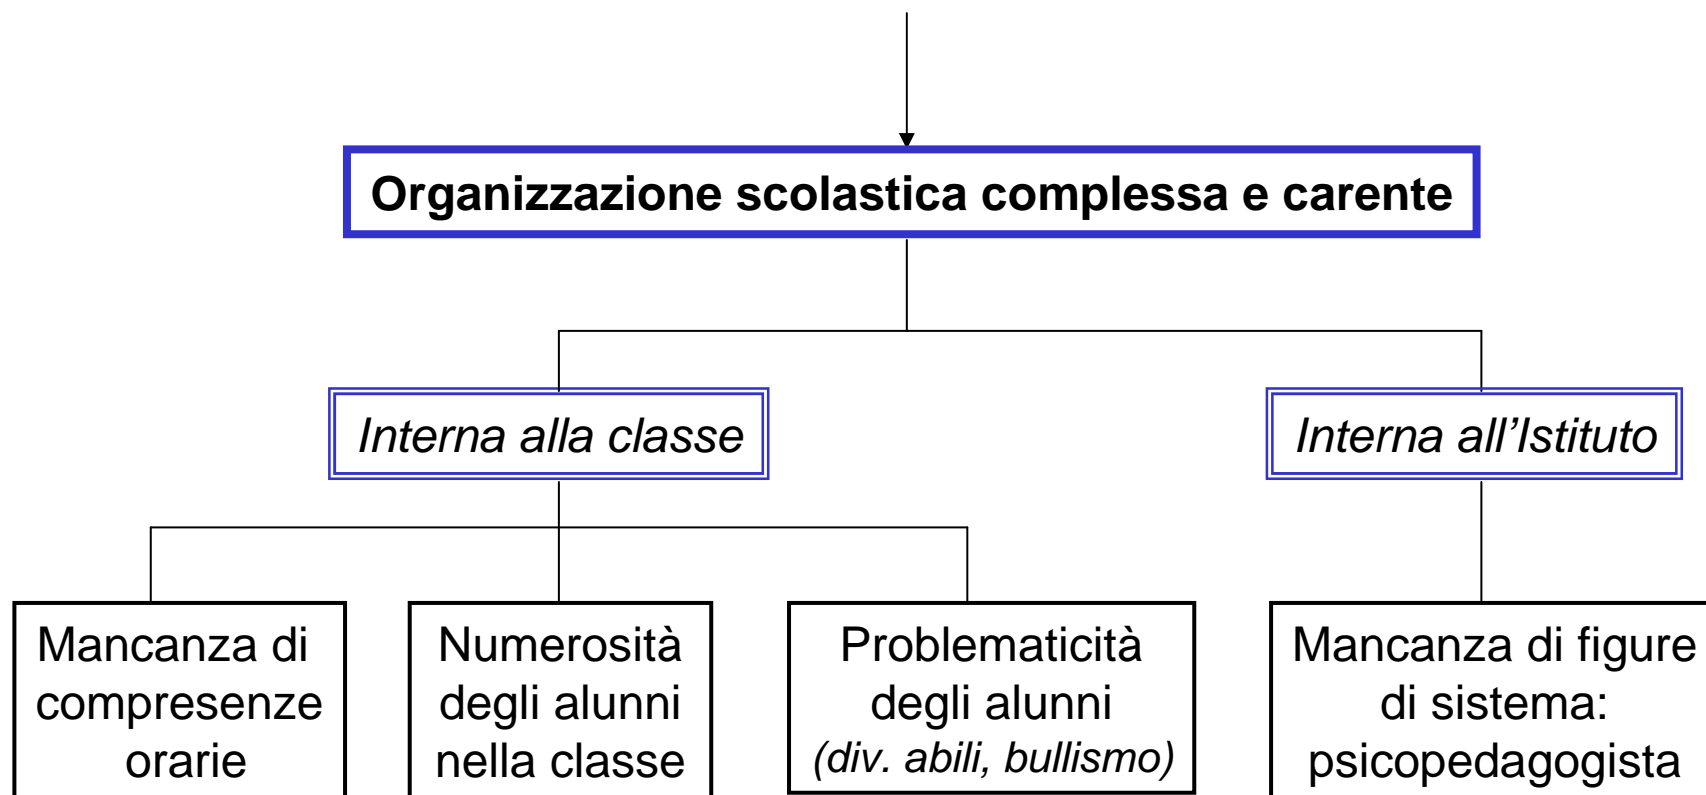 Organizzazione scolastica complessa e carente
Interna alla classe
Interna all’Istituto
Mancanza di
compresenze
orarie
Numerosità
degli alunni
nella classe
Problematicità
degli alunni
(div. abili, bullismo)
Mancanza di figure
di sistema:
psicopedagogista